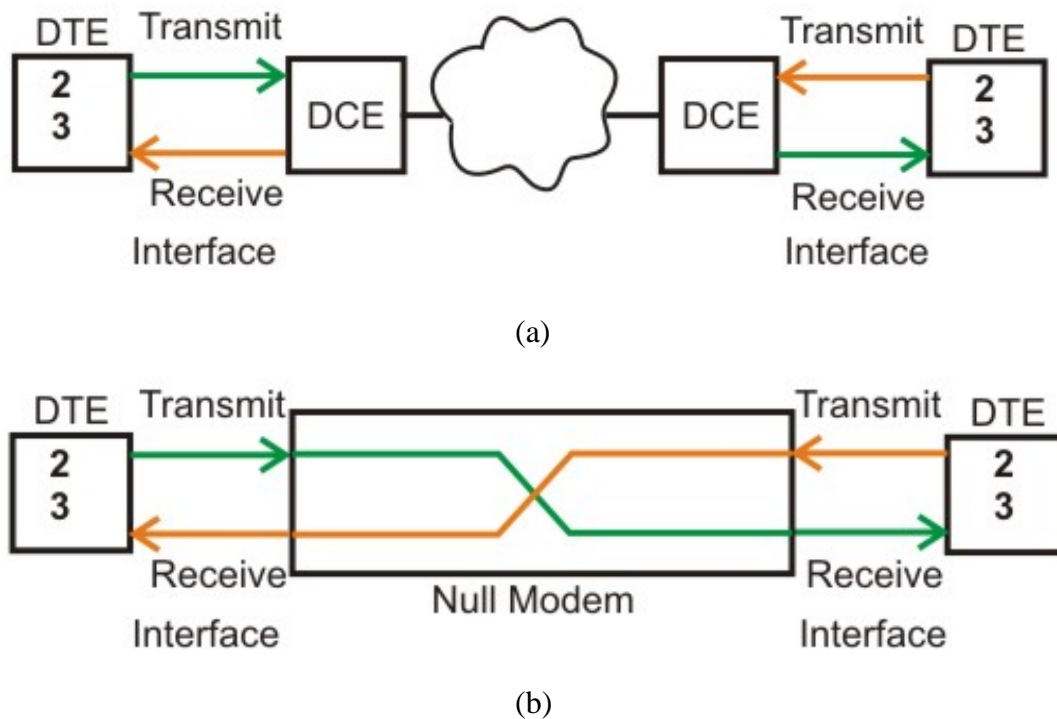 DTE Transmit Transmit DTE
2 2
3 DCE DCE 3
Receive Receive
Interface Interface
(a)
DTE Transmit Transmit DTE
2 2
3 3
Receive Null Modem Receive
Interface Interface
(b)